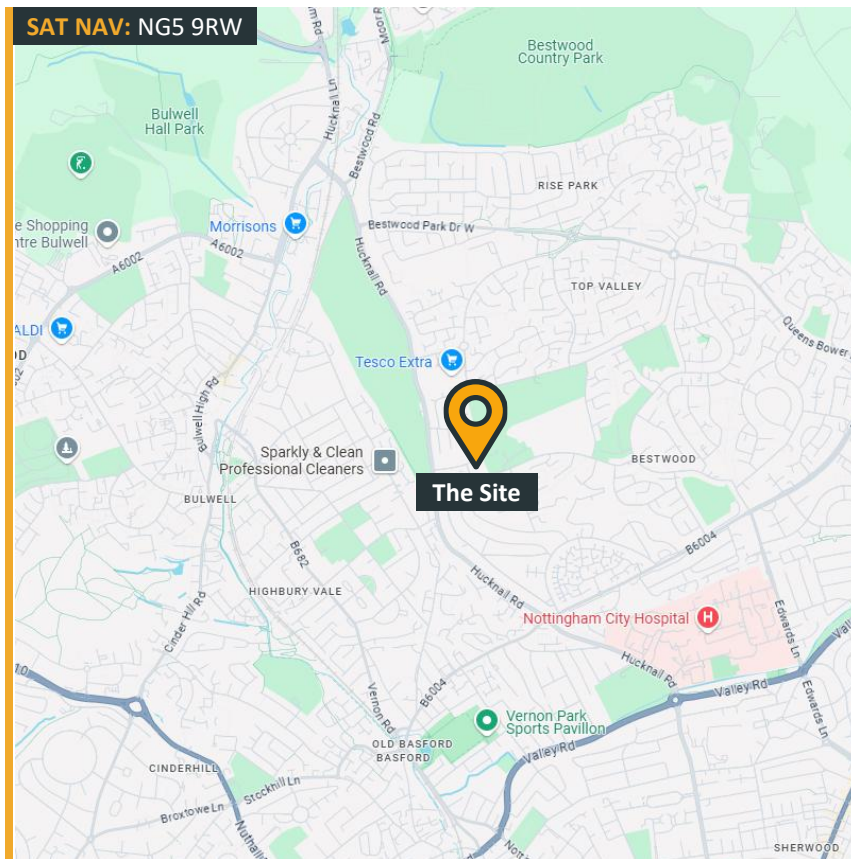 SAT NAV: NG5 9RW
Bestwood
Country Park
Hucknall Ln
Bestwood Rd
Bulwell
Hall Park
RISE PARK
e Shopping
ntre Bulwell
Morrisons
A6002
A6002
Bestwood Park Dr W
Hucknall Rd
TOP VALLEY
ALDI
Queens Bower
Tesco Extra
Bulwell High Rd
Sparkly & Clean
Professional Cleaners
The Site
BESTWOOD
BULWELL
B682
B6004
HIGHBURY VALE
Hucknall Rd
Nottingham City Hospital
H
Edwards Ln
Cinder Hill Rd
Hucknall Rd
Valley Rd
Edwards Ln
10
Vernon Rd
B6004
Vernon Park
Sports Pavillon
OLD BASFORD
BASFORD
Valley Rd
CINDERHILL
Stockhill Ln
Broxtowe Ln
Nuthall
Nott
SHERWOOD